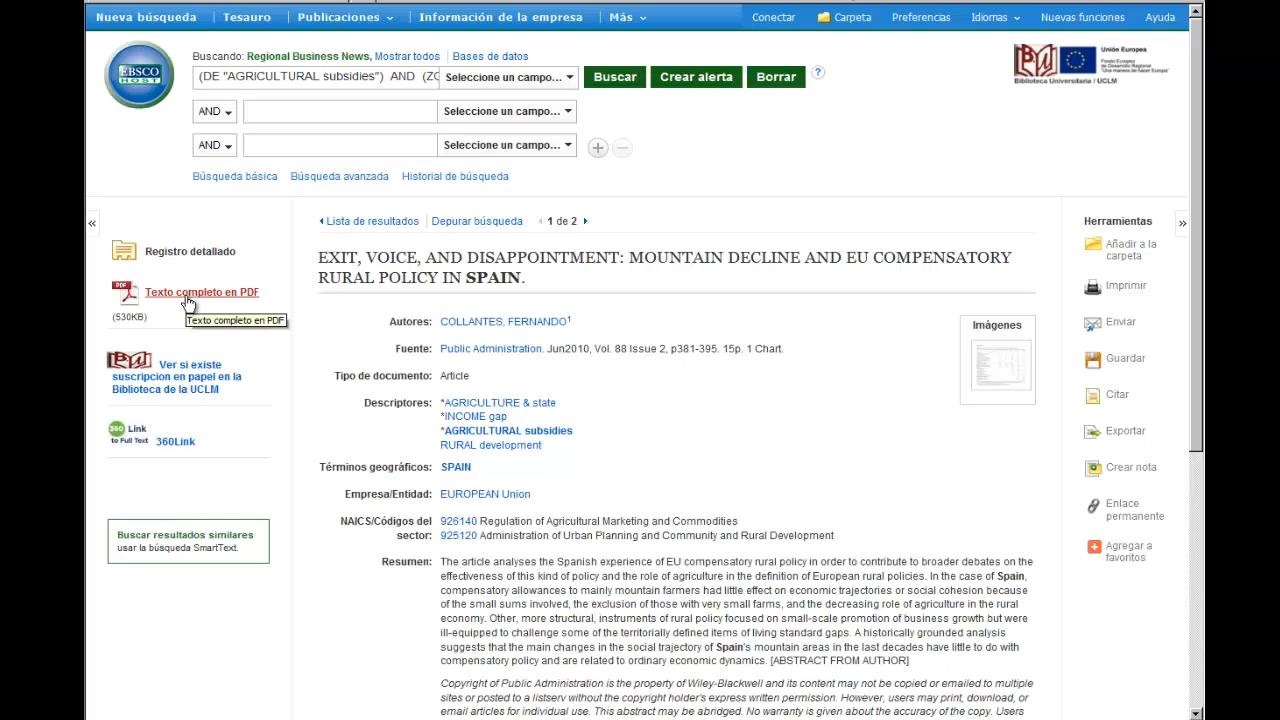 Nueva búsqueda Tesauro Publicaciones Información de la empresa Más Conectar Carpeta Preferencias Idiomas Nuevas funciones Ayuda
EBSCO HOST
Buscando: Regional Business News, Mostrar todos Bases de datos
(DE "AGRICULTURAL subsidies") AND Seleccione un campo... Buscar Crear alerta Borrar ?
AND Seleccione un campo...
AND Seleccione un campo...
Búsqueda básica Búsqueda avanzada Historial de búsqueda
Unión Europea
Fondo Europeo de Desarrollo Regional
"Una manera de hacer Europa"
Biblioteca Universitaria / UCLM
« Registro detallado
PDF Texto completo en PDF
(530KB) Texto completo en PDF
Ver si existe
suscripcion en papel en la
Biblioteca de la UCLM
360 Link
to Full Text 360Link
Buscar resultados similares
usar la búsqueda SmartText.
Lista de resultados Depurar búsqueda 1 de 2
EXIT, VOICE, AND DISAPPOINTMENT: MOUNTAIN DECLINE AND EU COMPENSATORY
RURAL POLICY IN SPAIN.
Autores: COLLANTES, FERNANDO1
Fuente: Public Administration. Jun2010, Vol. 88 Issue 2, p381-395. 15p. 1 Chart.
Tipo de documento: Article
Descriptores: *AGRICULTURE & state
*INCOME gap
*AGRICULTURAL subsidies
RURAL development
Términos geográficos: SPAIN
Empresa/Entidad: EUROPEAN Union
NAICS/Códigos del 926140 Regulation of Agricultural Marketing and Commodities
sector: 925120 Administration of Urban Planning and Community and Rural Development
Resumen: The article analyses the Spanish experience of EU compensatory rural policy in order to contribute to broader debates on the
effectiveness of this kind of policy and the role of agriculture in the definition of European rural policies. In the case of Spain,
compensatory allowances to mainly mountain farmers had little effect on economic trajectories or social cohesion because
of the small sums involved, the exclusion of those with very small farms, and the decreasing role of agriculture in the rural
economy. Other, more structural, instruments of rural policy focused on small-scale promotion of business growth but were
ill-equipped to challenge some of the territorially defined items of living standard gaps. A historically grounded analysis
suggests that the main changes in the social trajectory of Spain's mountain areas in the last decades have little to do with
compensatory policy and are related to ordinary economic dynamics. [ABSTRACT FROM AUTHOR]
Copyright of Public Administration is the property of Wiley-Blackwell and its content may not be copied or emailed to multiple
sites or posted to a listserv without the copyright holder's express written permission. However, users may print, download, or
email articles for individual use. This abstract may be abridged. No warranty is given about the accuracy of the copy. Users
Imágenes
Herramientas »
Añadir a la
carpeta
Imprimir
Enviar
Guardar
Citar
Exportar
Crear nota
Enlace
permanente
Agregar a
favoritos